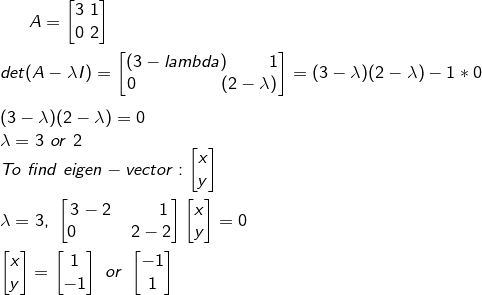 A = [3 1
0 2]
det(A − λI) = [(3 − lambda) 1
0 (2 − λ)] = (3 − λ)(2 − λ) − 1 ∗ 0
(3 − λ)(2 − λ) = 0
λ = 3 or 2
To find eigen − vector : [x
y]
λ = 3, [3 − 2 1
0 2 − 2] [x
y] = 0
[x
y] = [1
−1] or [−1
1]